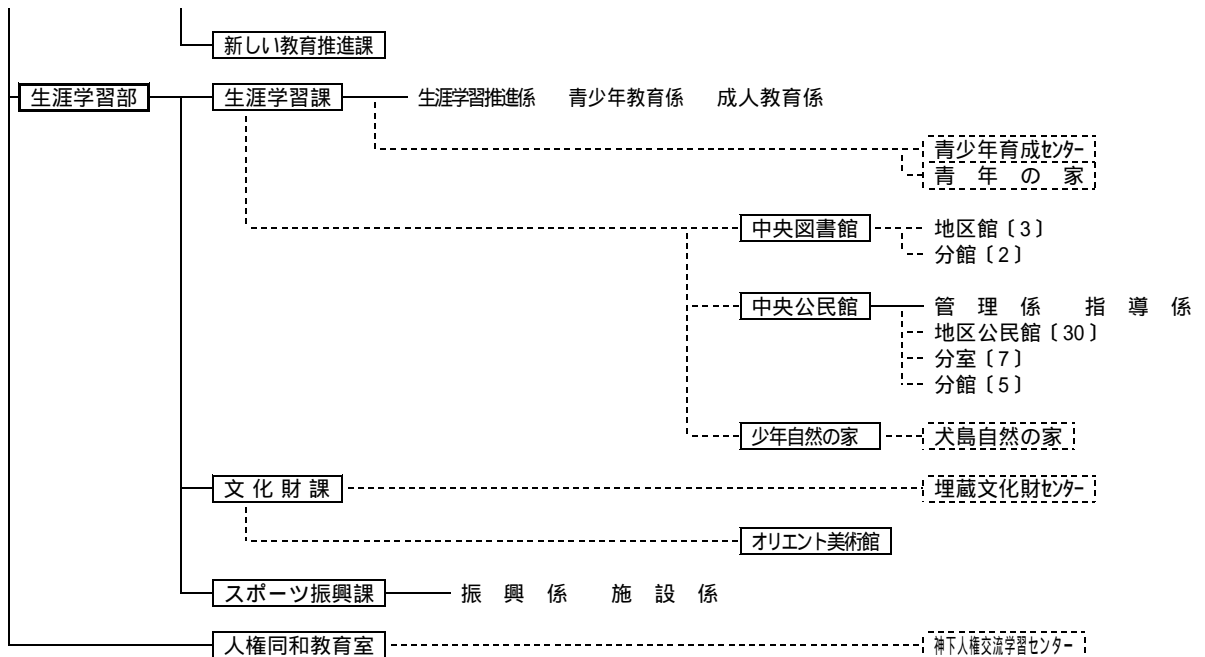 新しい教育推進課
生涯学習部 生涯学習課 生涯学習推進係 青少年教育係 成人教育係
青少年育成センター
青年の家
中央図書館 地区館〔3〕
分館〔2〕
中央公民館 管理係 指導係
地区公民館〔30〕
分室〔7〕
分館〔5〕
少年自然の家 犬島自然の家
文化財課 埋蔵文化財センター
オリエント美術館
スポーツ振興課 振興係 施設係
人権同和教育室 神下人権交流学習センター